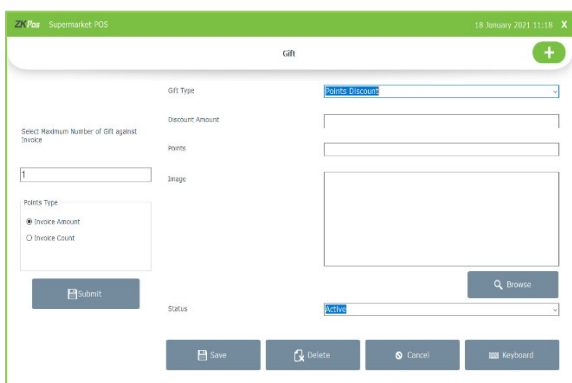 ZKPos Supermarket POS 18 January 2021 11:18 X
Gift
+
Gift Type Points Discount
Discount Amount
Select Maximum Number of Gift against
Invoice
Points
1
Image
Points Type
Invoice Amount
Invoice Count
Submit
Browse
Status Active
Save Delete Cancel Keyboard